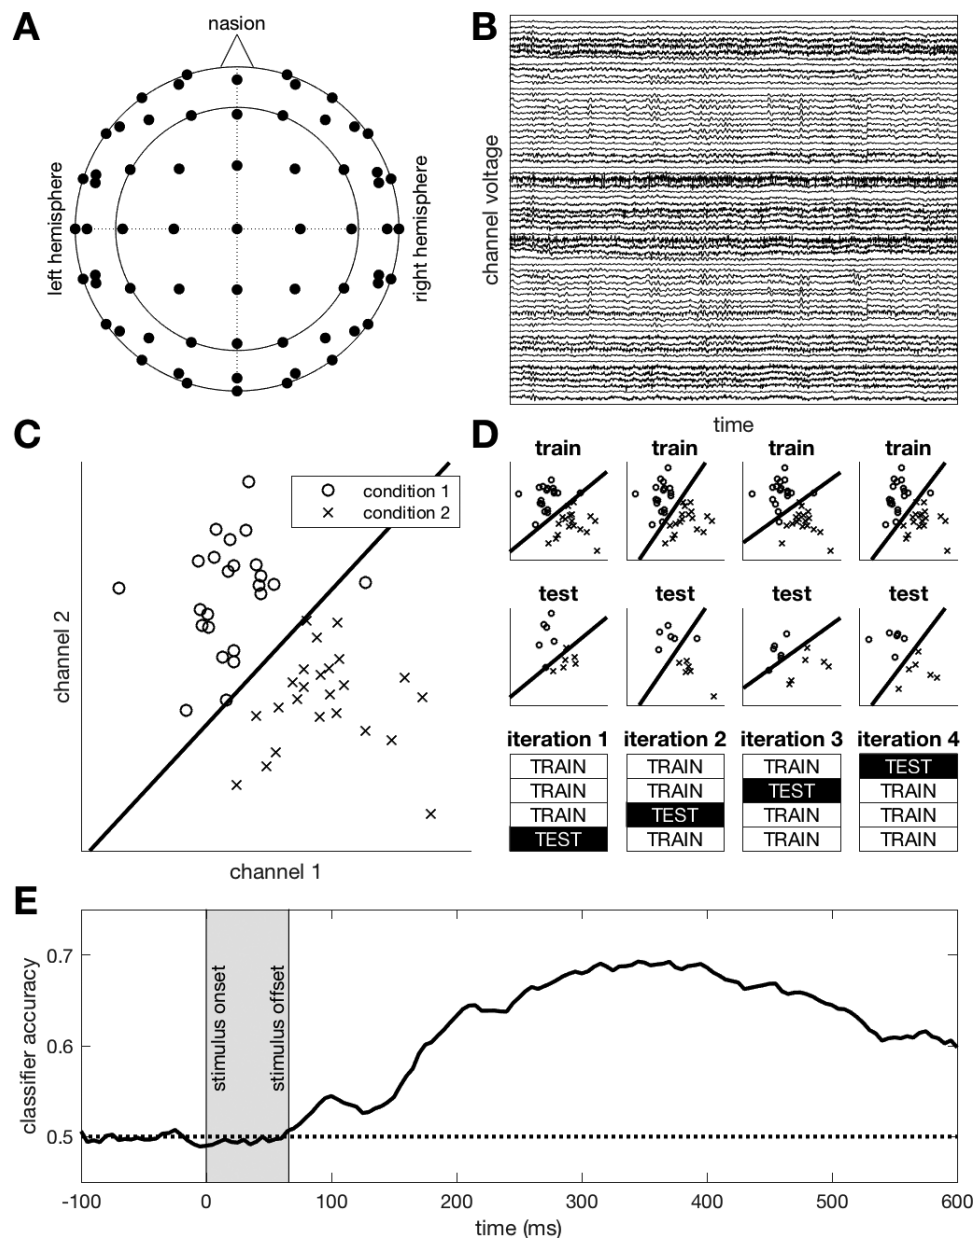 A
nasion
left hemisphere
right hemisphere
B
channel voltage
time
C
condition 1
condition 2
channel 2
channel 1
D
train
train
train
train
test
test
test
test
iteration 1
iteration 2
iteration 3
iteration 4
TRAIN
TRAIN
TRAIN
TEST
TRAIN
TRAIN
TEST
TRAIN
TRAIN
TEST
TRAIN
TRAIN
TEST
TRAIN
TRAIN
TRAIN
E
classifier accuracy
0.7
0.6
0.5
stimulus onset
stimulus offset
-100
0
100
200
300
400
500
600
time (ms)